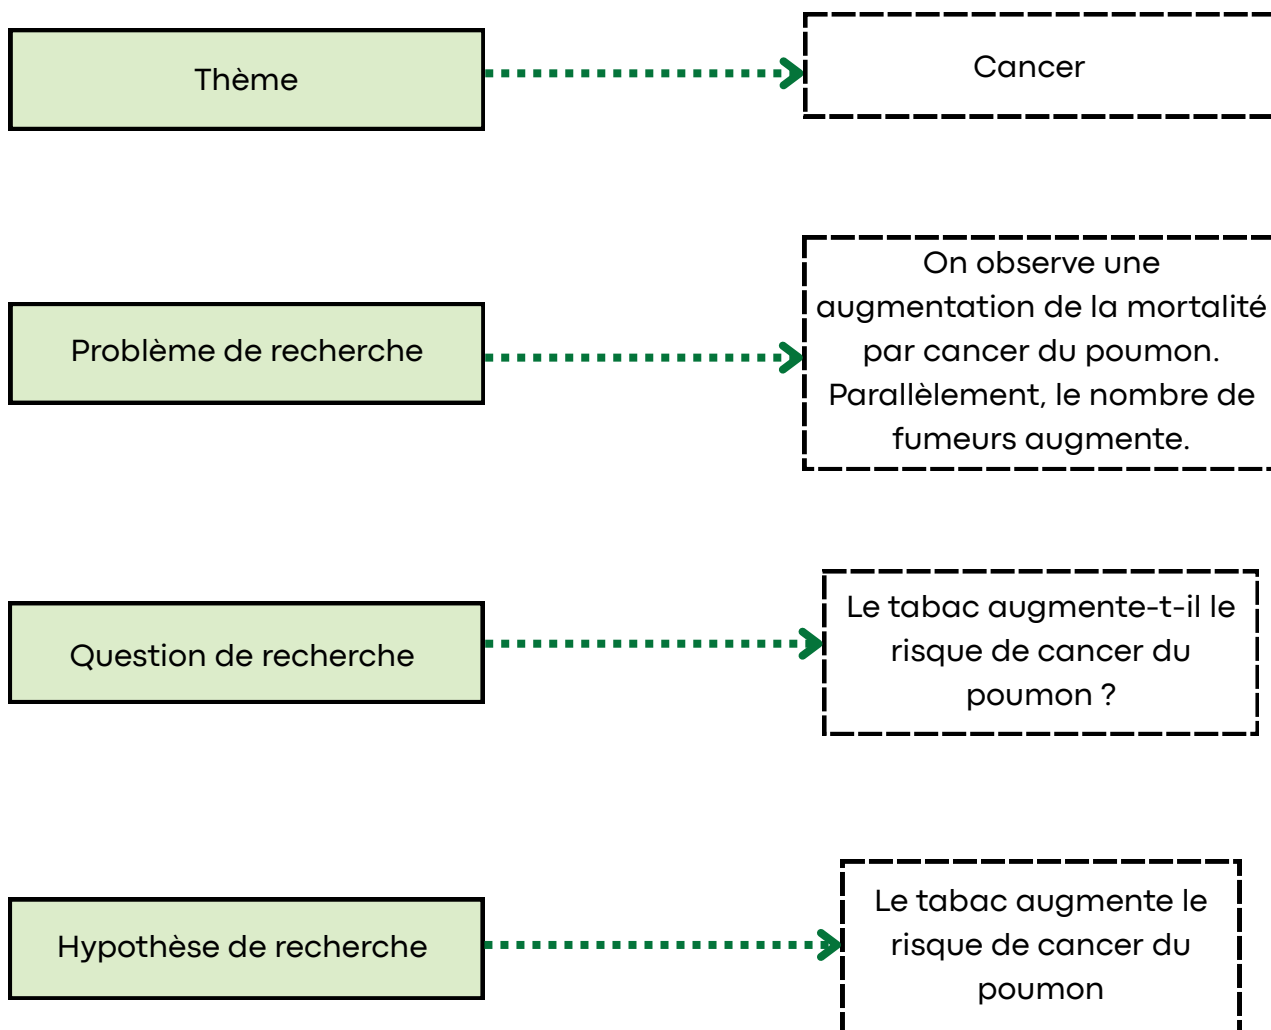 Thème
Cancer
Problème de recherche
On observe une
augmentation de la mortalité
par cancer du poumon.
Parallèlement, le nombre de
fumeurs augmente.
Question de recherche
Le tabac augmente-t-il le
risque de cancer du
poumon ?
Hypothèse de recherche
Le tabac augmente le
risque de cancer du
poumon